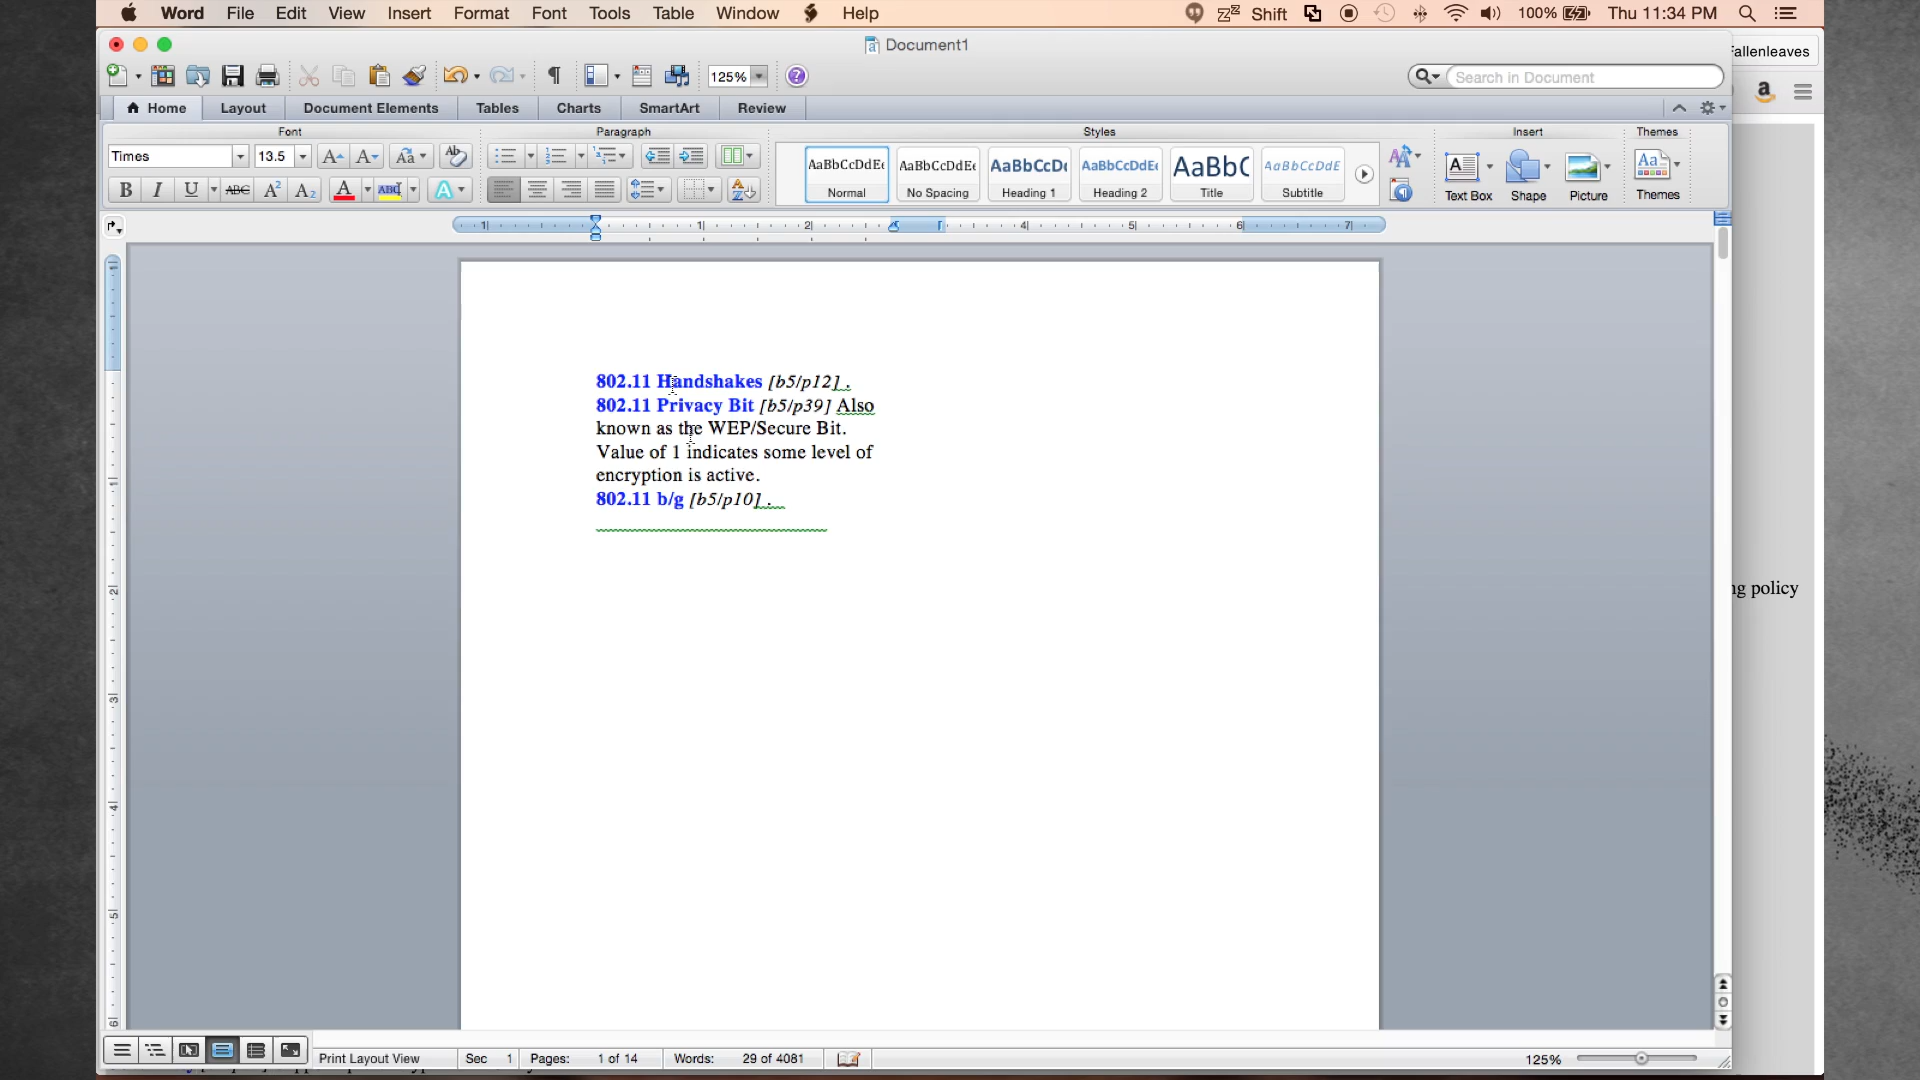 Word File Edit View Insert Format Font Tools Table Window Help
Shift 100% Thu 11:34 PM
Document1
125%
Search in Document
Home Layout Document Elements Tables Charts SmartArt Review
Font Paragraph Styles Insert Themes
Times 13.5
AaBbCcDdEe AaBbCcDdEe AaBbCcDc AaBbCcDdEe AaBbC AaBbCcDdE
Normal No Spacing Heading 1 Heading 2 Title Subtitle
Text Box Shape Picture Themes
802.11 Handshakes [b5/p12] .
802.11 Privacy Bit [b5/p39] Also
known as the WEP/Secure Bit.
Value of 1 indicates some level of
encryption is active.
802.11 b/g [b5/p10] .
allenleaves
policy
Print Layout View Sec 1 Pages: 1 of 14 Words: 29 of 4081 125%